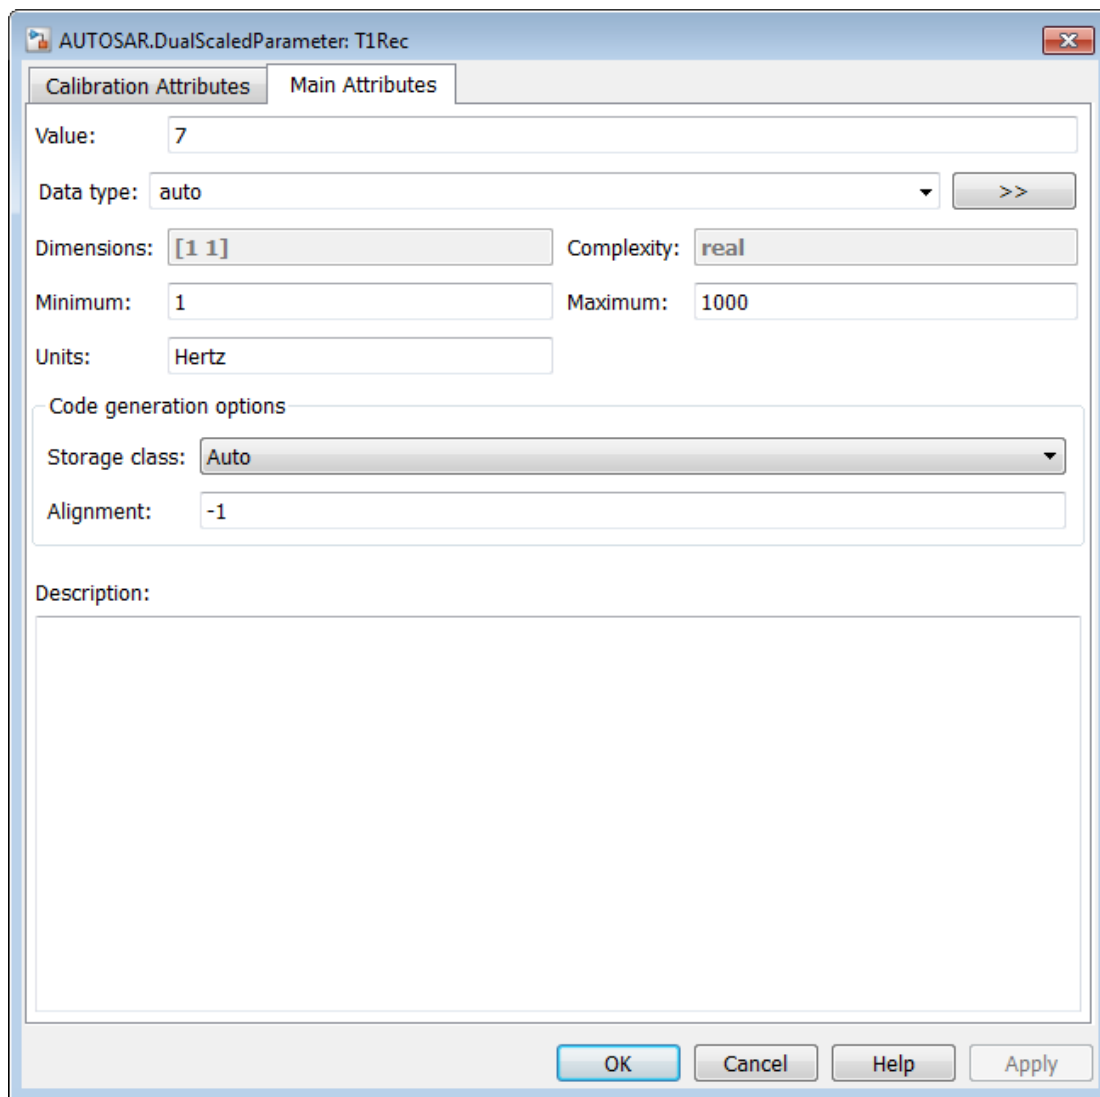 AUTOSAR.DualScaledParameter: T1Rec
Calibration Attributes Main Attributes
Value: 7
Data type: auto >>
Dimensions: [1 1] Complexity: real
Minimum: 1 Maximum: 1000
Units: Hertz
Code generation options
Storage class: Auto
Alignment: -1
Description:
OK Cancel Help Apply